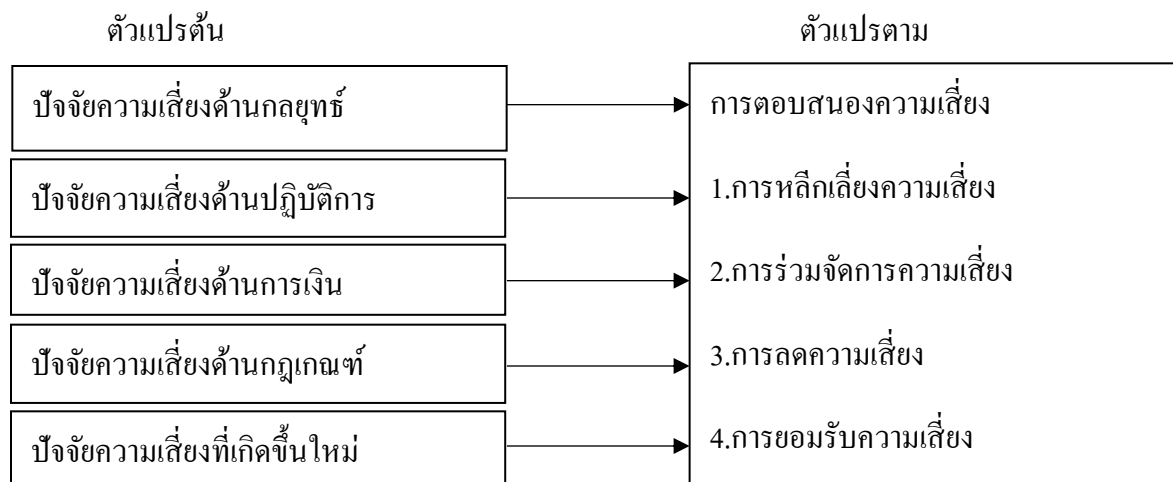 ตัวแปรต้น
ตัวแปรตาม
ปัจจัยความเสี่ยงด้านกลยุทธ์
ปัจจัยความเสี่ยงด้านปฏิบัติการ
ปัจจัยความเสี่ยงด้านการเงิน
ปัจจัยความเสี่ยงด้านกฎเกณฑ์
ปัจจัยความเสี่ยงที่เกิดขึ้นใหม่
การตอบสนองความเสี่ยง
1.การหลีกเลี่ยงความเสี่ยง
2.การร่วมจัดการความเสี่ยง
3.การลดความเสี่ยง
4.การยอมรับความเสี่ยง